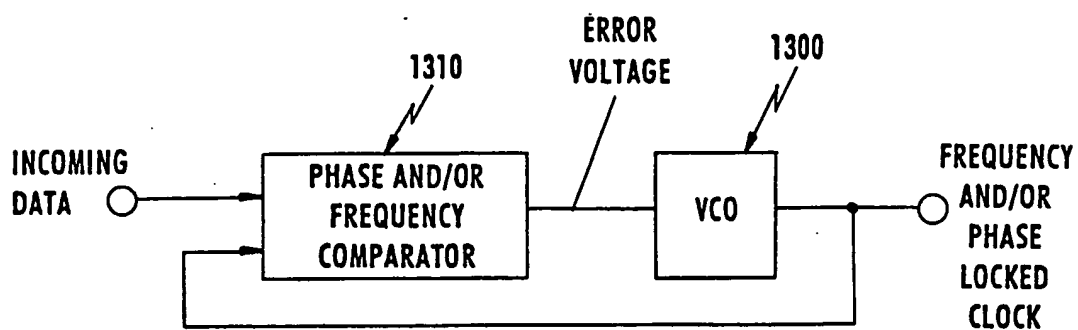 ERROR
VOLTAGE
1310
1300
INCOMING
DATA
PHASE AND/OR
FREQUENCY
COMPARATOR
VCO
FREQUENCY
AND/OR
PHASE
LOCKED
CLOCK